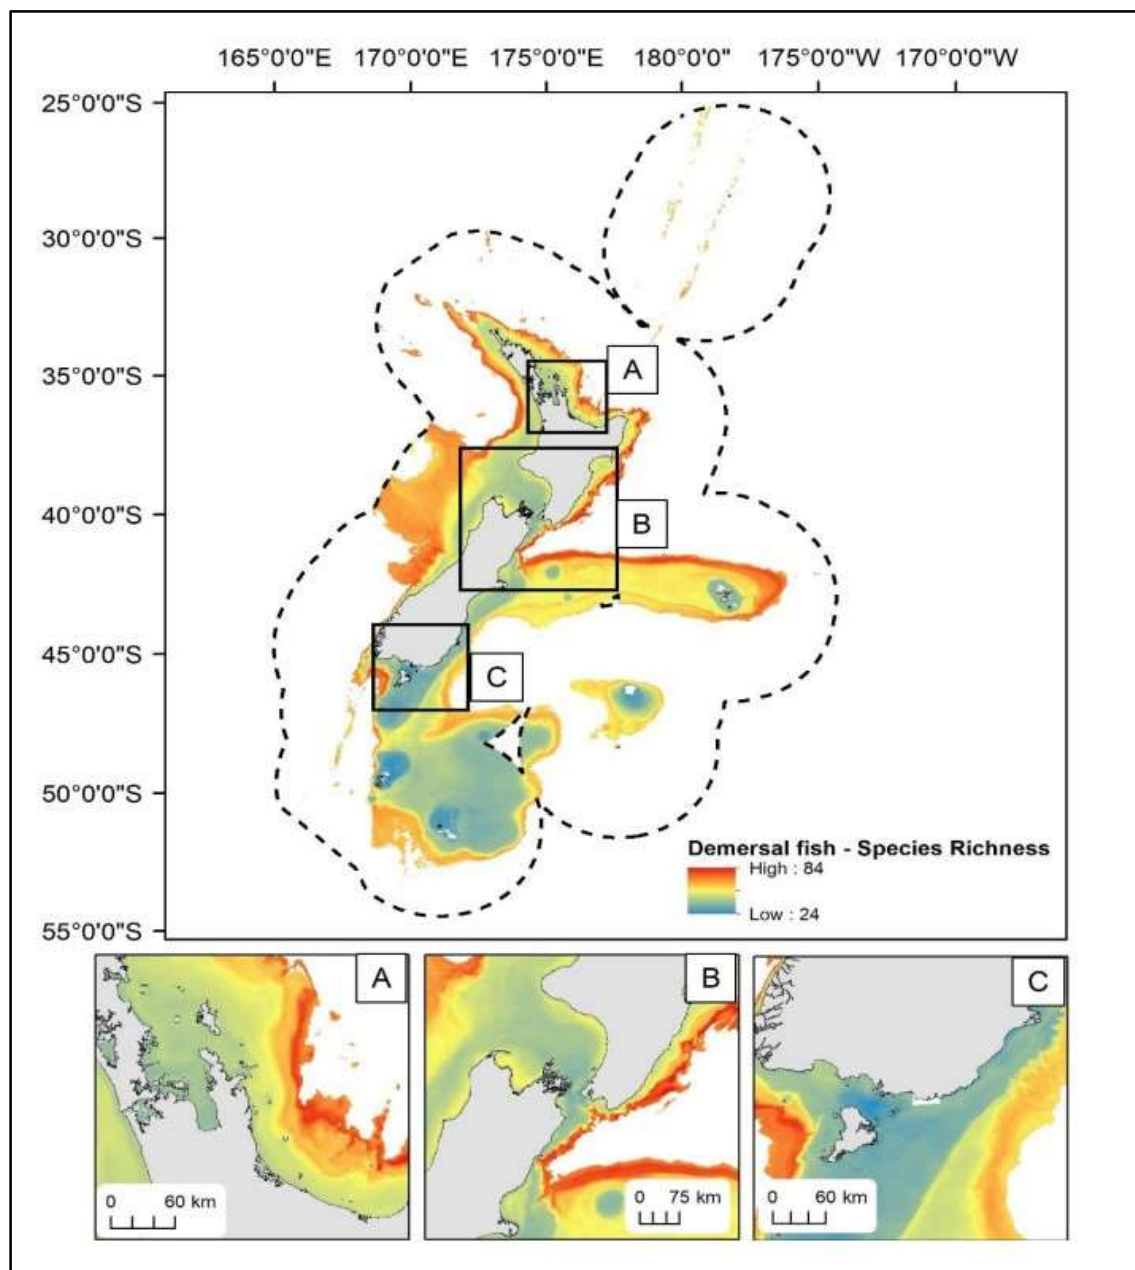 165°0'0"E 170°0'0"E 175°0'0"E 180°0'0" 175°0'0"W 170°0'0"W
25°0'0"S
30°0'0"S
35°0'0"S
A
40°0'0"S
B
45°0'0"S
C
50°0'0"S
Demersal fish - Species Richness
High : 84
Low : 24
55°0'0"S
A
B
C
0 60 km
0 75 km
0 60 km